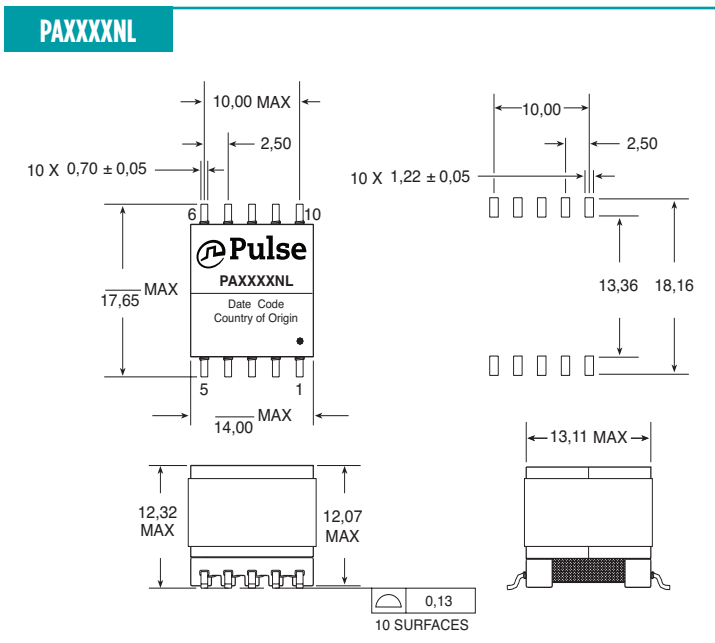 PAXXXXNL
10,00 MAX
2,50
10 X 0,70 ± 0,05
6
10
Pulse
PAXXXXNL
Date Code
Country of Origin
17,65 MAX
5
1
14,00 MAX
10,00
2,50
10 X 1,22 ± 0,05
13,36
18,16
12,32
MAX
12,07
MAX
0,13
10 SURFACES
13,11 MAX